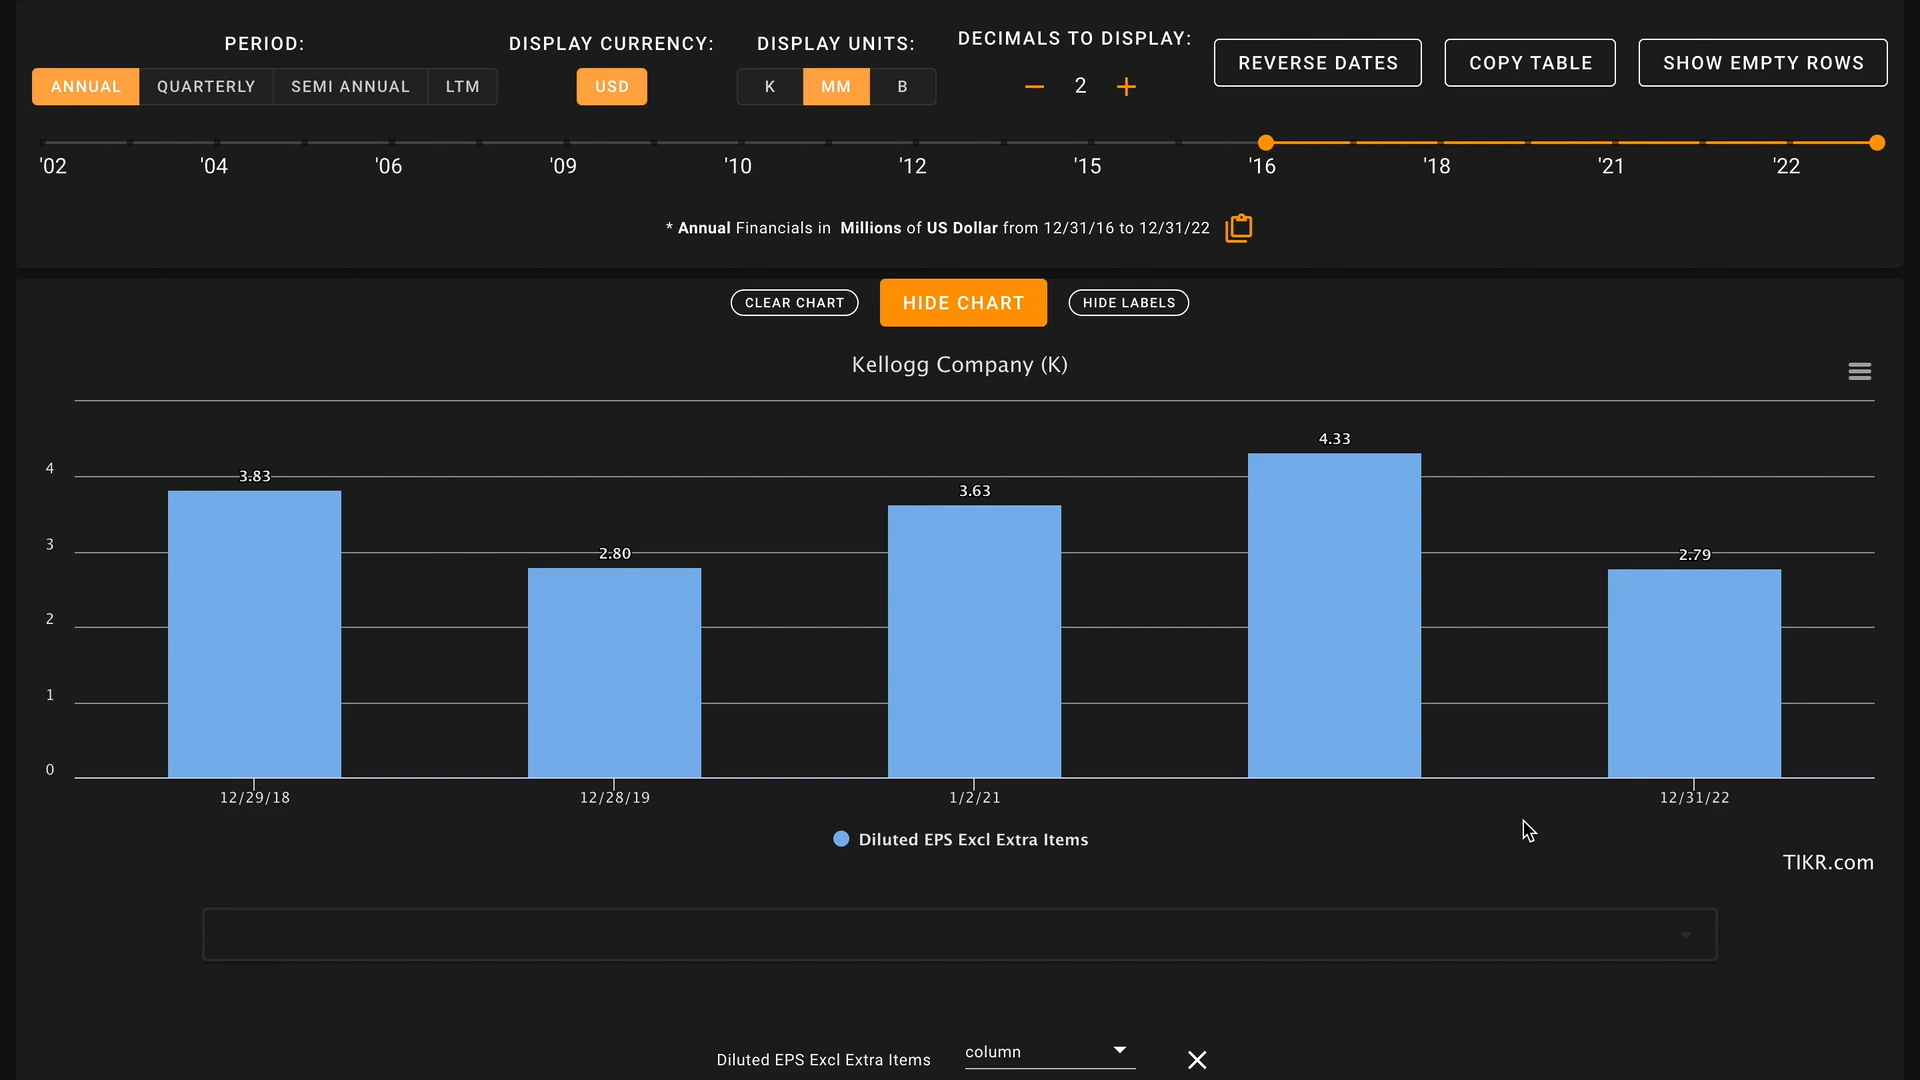 PERIOD: DISPLAY CURRENCY: DISPLAY UNITS: DECIMALS TO DISPLAY:
ANNUAL QUARTERLY SEMI ANNUAL LTM USD K MM B − 2 + REVERSE DATES COPY TABLE SHOW EMPTY ROWS
'02 '04 '06 '09 '10 '12 '15 '16 '18 '21 '22
* Annual Financials in Millions of US Dollar from 12/31/16 to 12/31/22
CLEAR CHART HIDE CHART HIDE LABELS
Kellogg Company (K)
4
3
2
1
0
3.83
2.80
3.63
4.33
2.79
12/29/18 12/28/19 1/2/21 12/31/22
Diluted EPS Excl Extra Items
TIKR.com
Diluted EPS Excl Extra Items column